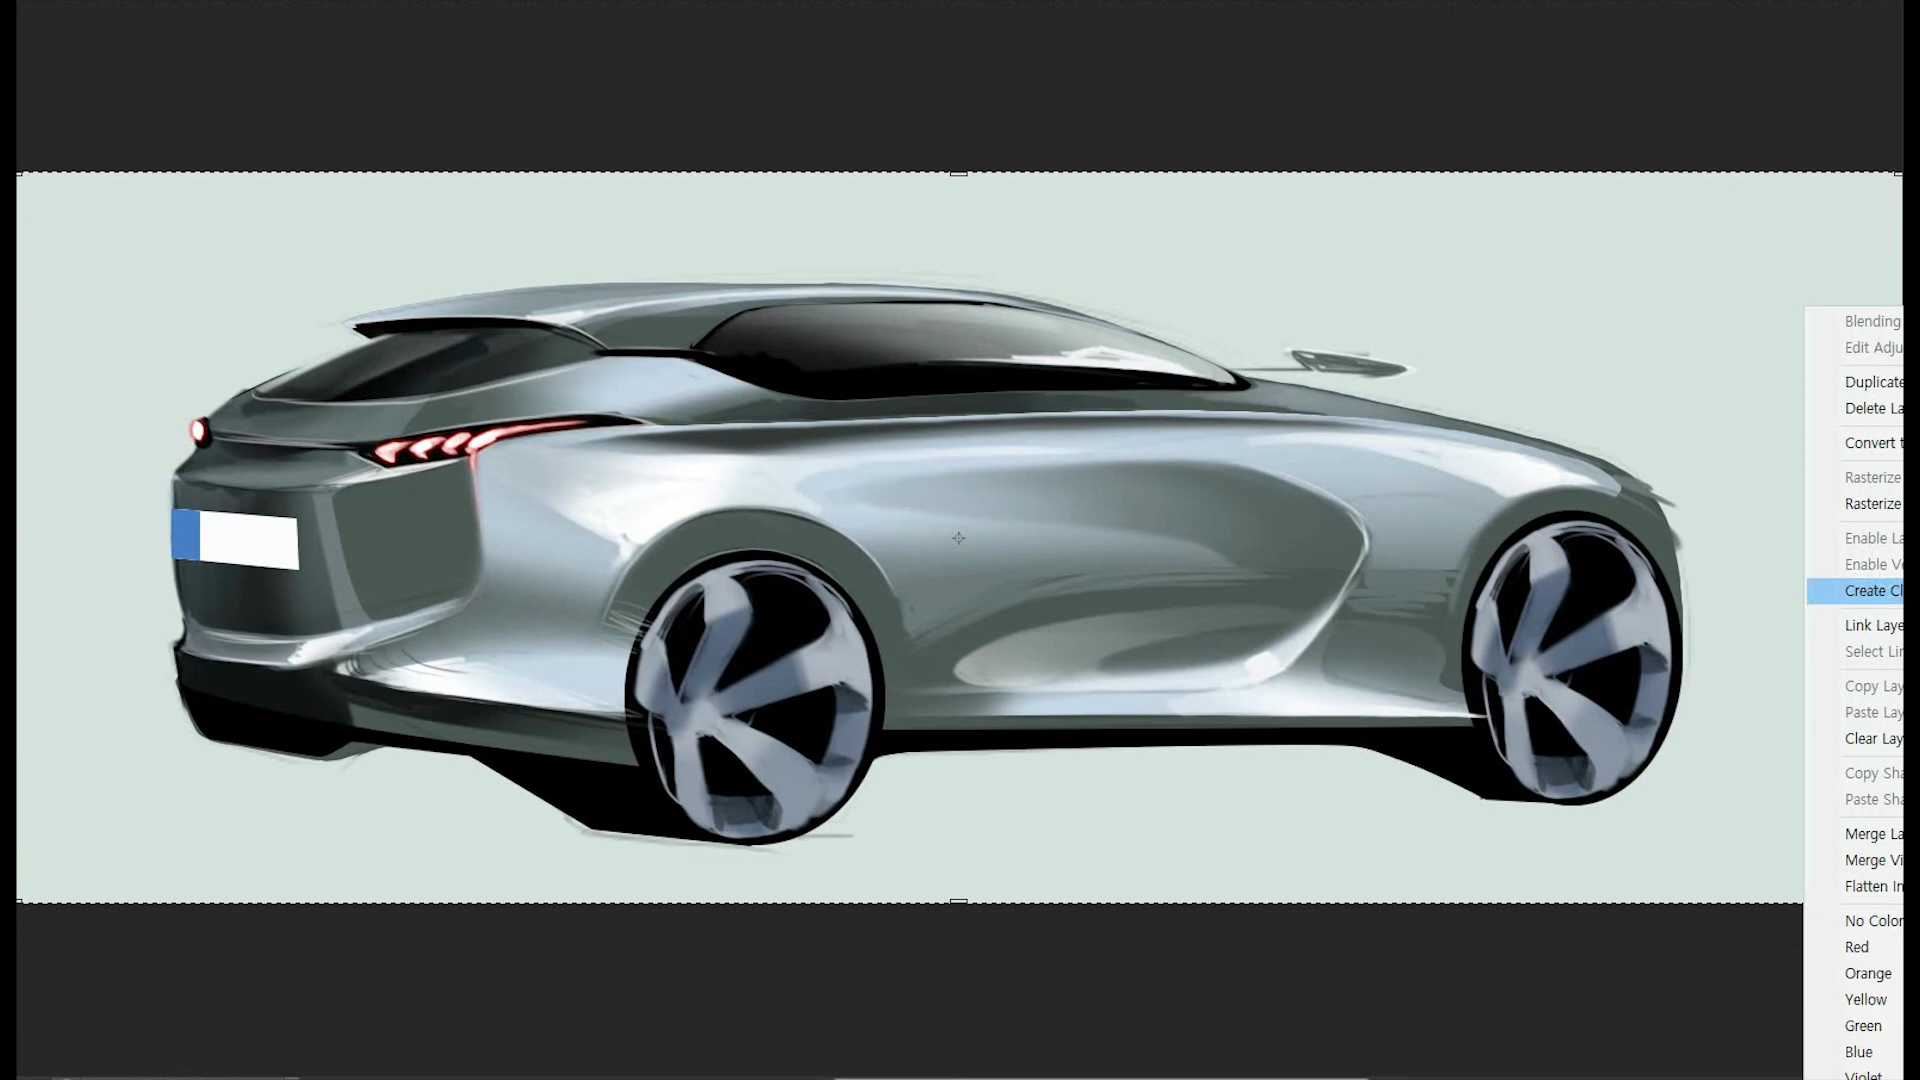 Blending
Edit Adju
Duplicate
Delete La
Convert t
Rasterize
Rasterize
Enable La
Enable Ve
Create Cl
Link Laye
Select Lin
Copy Lay
Paste Lay
Clear Lay
Copy Sha
Paste Sha
Merge La
Merge Vi
Flatten In
No Color
Red
Orange
Yellow
Green
Blue
Violet